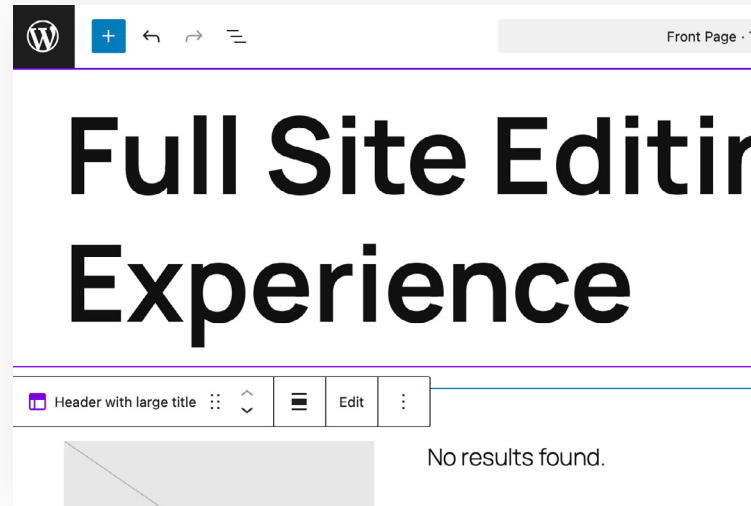 Front Page ·
Full Site Editin
Experience
Header with large title
Edit
No results found.